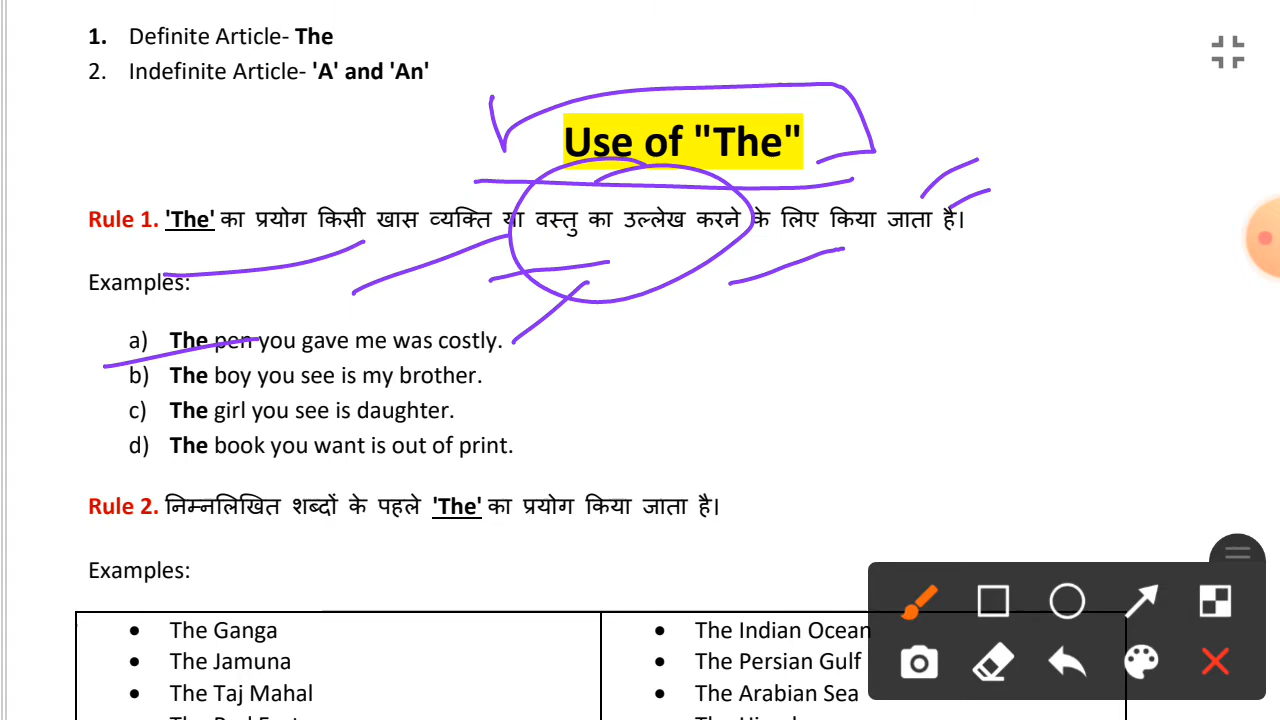 1. Definite Article- The
2. Indefinite Article- 'A' and 'An'
Use of "The"
Rule 1. 'The' का प्रयोग किसी खास व्यक्ति या वस्तु का उल्लेख करने के लिए किया जाता है।
Examples:
a) The pen you gave me was costly.
b) The boy you see is my brother.
c) The girl you see is daughter.
d) The book you want is out of print.
Rule 2. निम्नलिखित शब्दों के पहले 'The' का प्रयोग किया जाता है।
Examples:
• The Ganga
• The Jamuna
• The Taj Mahal
• The Indian Ocean
• The Persian Gulf
• The Arabian Sea